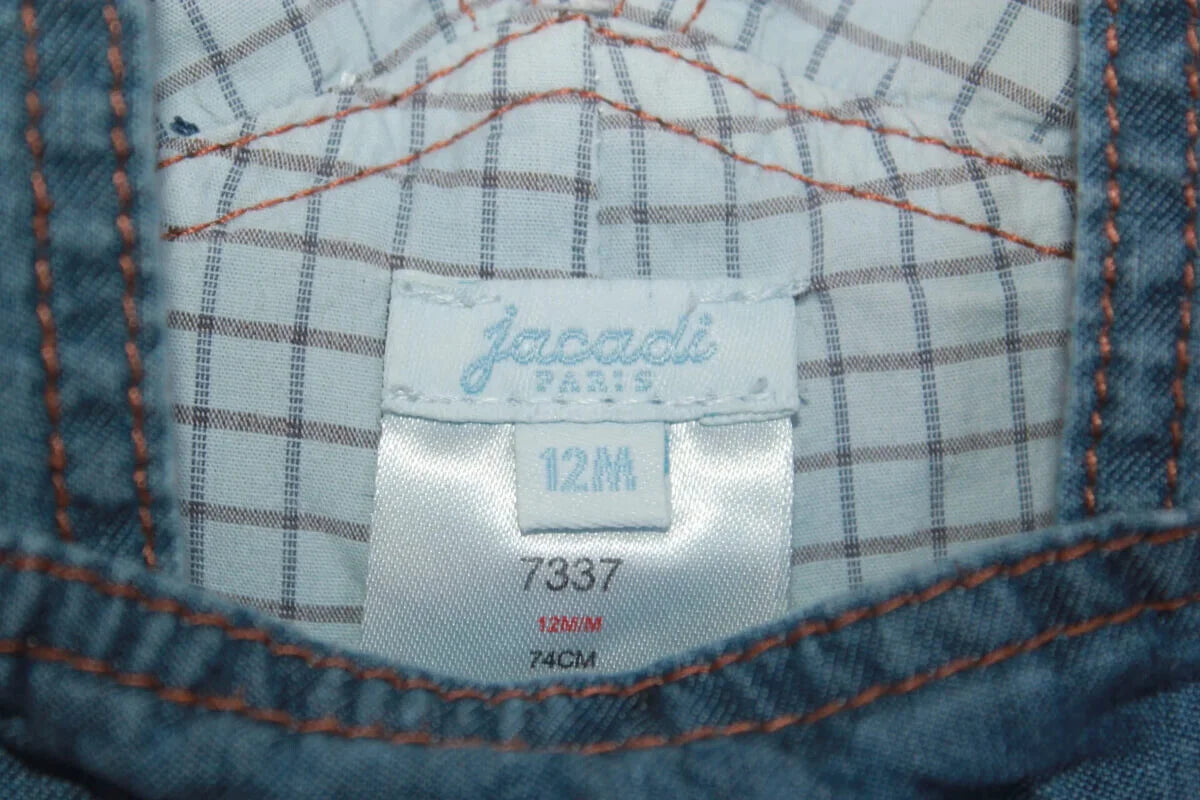 jacadi
PARIS
12M
7337
12M/M
74CM